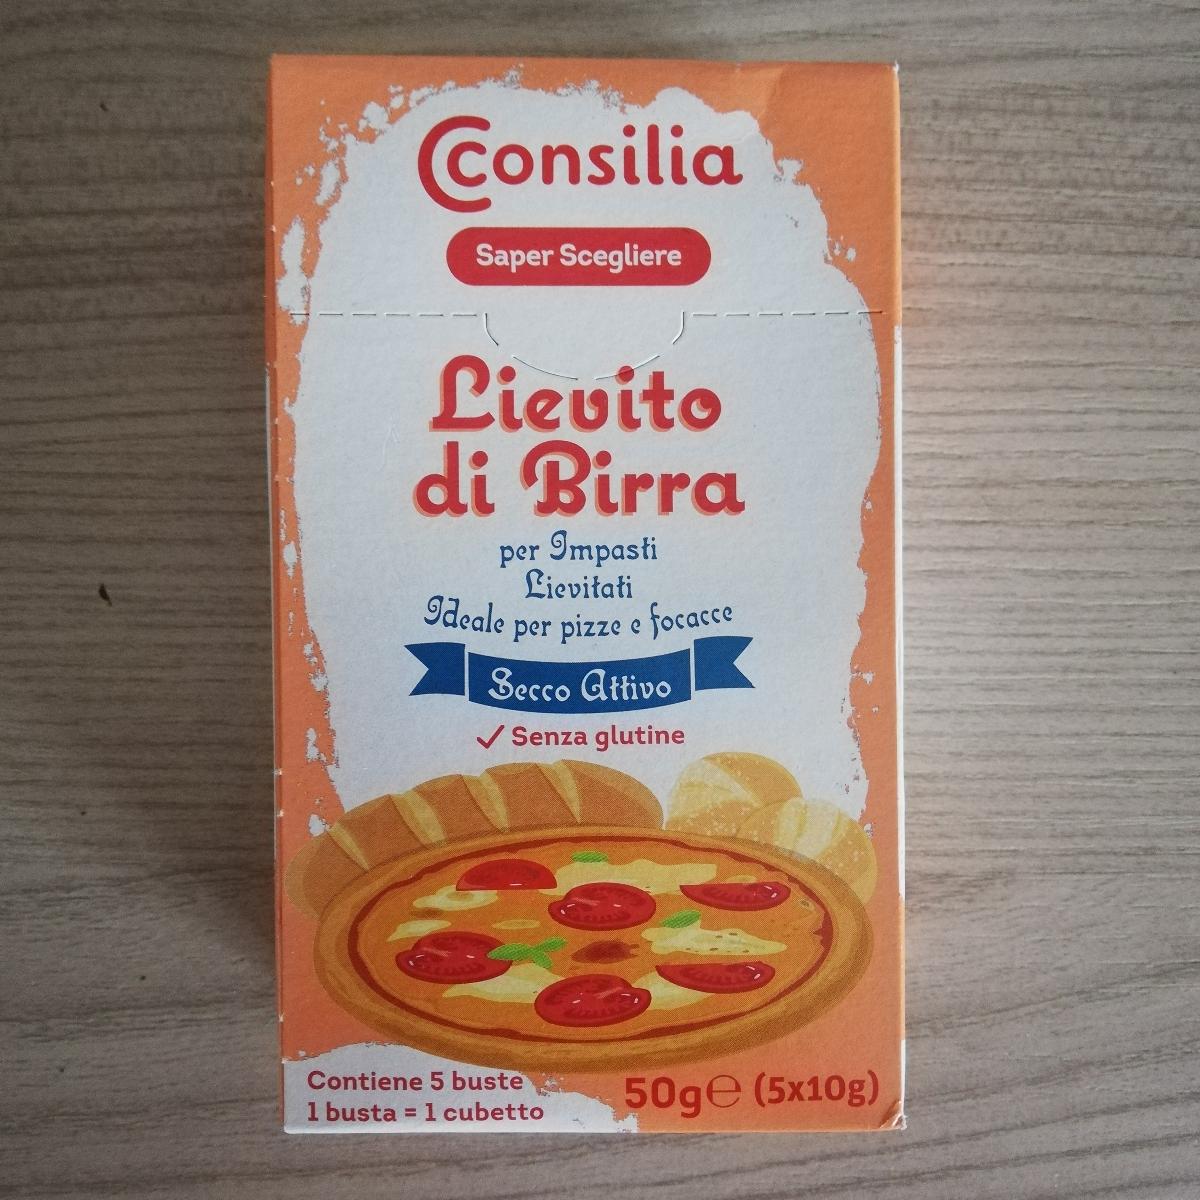 Consilia
Saper Scegliere
Lievito
di Birra
per Impasti
Lievitati
Ideale per pizze e focacce
Secco Attivo
✓ Senza glutine
Contiene 5 buste
1 busta = 1 cubetto
50g℮ (5x10g)